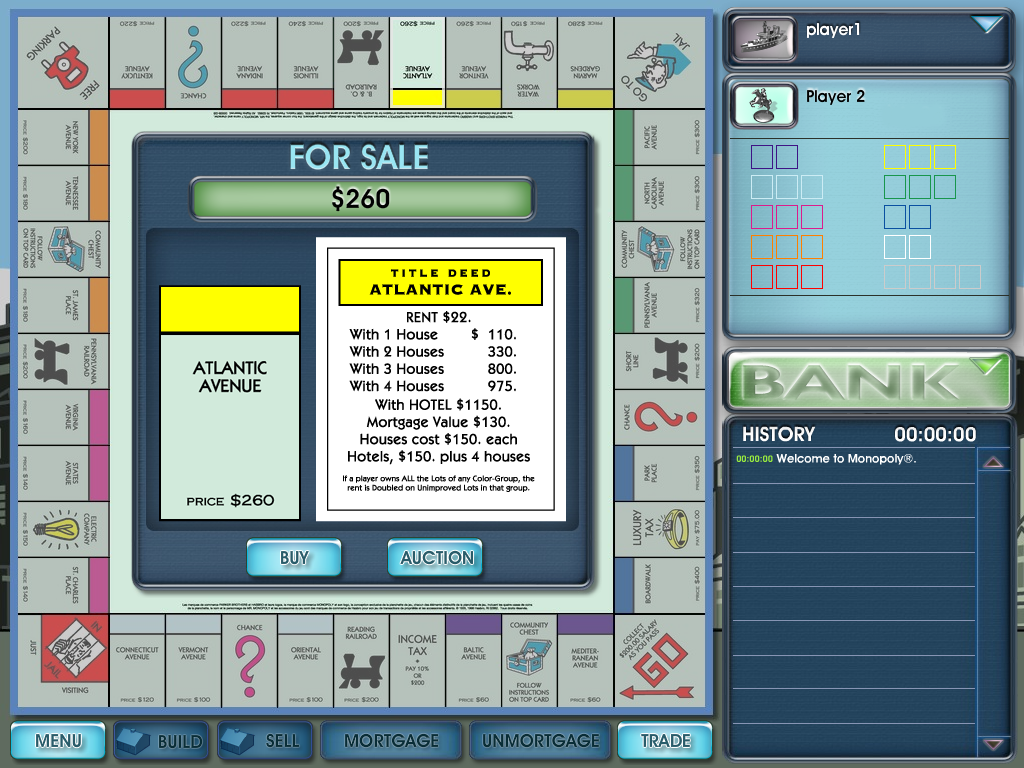 FREE
PARKING
KENTUCKY
AVENUE
PRICE $220
CHANCE
INDIANA
AVENUE
PRICE $220
ILLINOIS
AVENUE
PRICE $240
B. & O.
RAILROAD
PRICE $200
ATLANTIC
AVENUE
PRICE $260
VENTNOR
AVENUE
PRICE $260
WATER
WORKS
PRICE $150
MARVIN
GARDENS
PRICE $280
GO TO
JAIL
NEW YORK
AVENUE
PRICE $200
TENNESSEE
AVENUE
PRICE $180
COMMUNITY
CHEST
FOLLOW
INSTRUCTIONS
ON TOP CARD
ST. JAMES
PLACE
PRICE $180
PENNSYLVANIA
RAILROAD
PRICE $200
VIRGINIA
AVENUE
PRICE $160
STATES
AVENUE
PRICE $140
ELECTRIC
COMPANY
PRICE $150
ST. CHARLES
PLACE
PRICE $140
FOR SALE
$260
ATLANTIC
AVENUE
PRICE $260
TITLE DEED
ATLANTIC AVE.
RENT $22.
With 1 House $ 110.
With 2 Houses 330.
With 3 Houses 800.
With 4 Houses 975.
With HOTEL $1150.
Mortgage Value $130.
Houses cost $150. each
Hotels, $150. plus 4 houses
If a player owns ALL the Lots of any Color-Group, the
rent is Doubled on Unimproved Lots in that group.
BUY
AUCTION
PACIFIC
AVENUE
PRICE $300
NORTH
CAROLINA
AVENUE
PRICE $300
COMMUNITY
CHEST
FOLLOW
INSTRUCTIONS
ON TOP CARD
PENNSYLVANIA
AVENUE
PRICE $320
SHORT
LINE
PRICE $200
CHANCE
PARK
PLACE
PRICE $350
LUXURY
TAX
PAY $75.00
BOARDWALK
PRICE $400
JUST
IN
JAIL
VISITING
CONNECTICUT
AVENUE
PRICE $120
VERMONT
AVENUE
PRICE $100
CHANCE
ORIENTAL
AVENUE
PRICE $100
READING
RAILROAD
PRICE $200
INCOME
TAX
PAY 10%
OR
$200
BALTIC
AVENUE
PRICE $60
COMMUNITY
CHEST
FOLLOW
INSTRUCTIONS
ON TOP CARD
MEDITER-
RANEAN
AVENUE
PRICE $60
COLLECT
$200.00 SALARY
AS YOU PASS
GO
MENU
BUILD
SELL
MORTGAGE
UNMORTGAGE
TRADE
player1
Player 2
BANK
HISTORY 00:00:00
00:00:00 Welcome to Monopoly®.